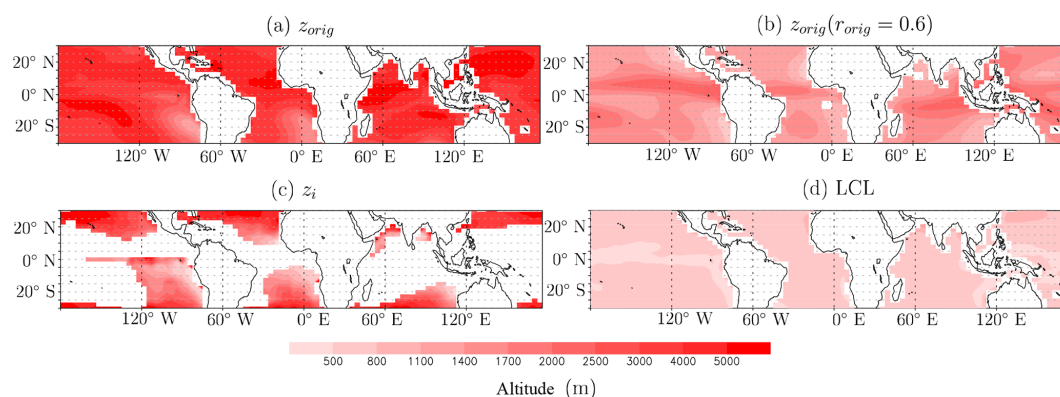 (a) z_orig
(b) z_orig(r_orig = 0.6)
20° N
0° N
20° S
20° N
0° N
20° S
120° W 60° W 0° E 60° E 120° E
120° W 60° W 0° E 60° E 120° E
(c) z_i
(d) LCL
20° N
0° N
20° S
20° N
0° N
20° S
120° W 60° W 0° E 60° E 120° E
120° W 60° W 0° E 60° E 120° E
500 800 1100 1400 1700 2000 2500 3000 4000 5000
Altitude (m)